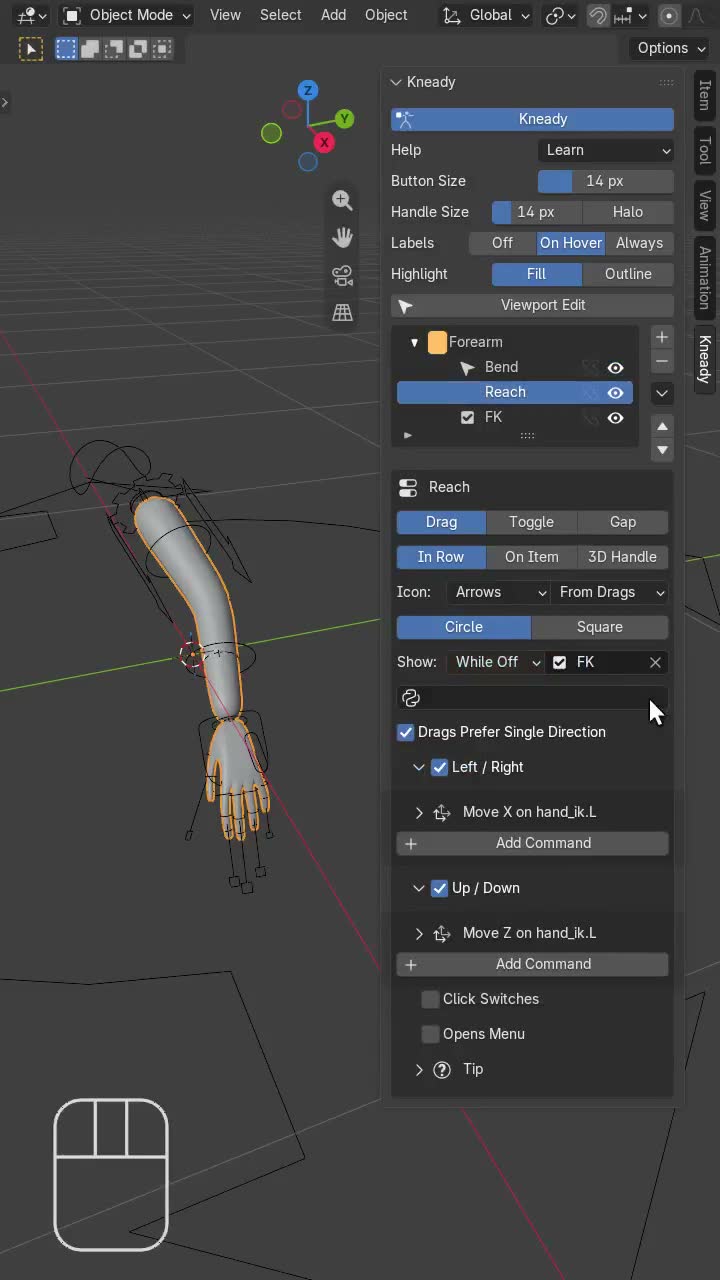 Object Mode View Select Add Object Global
Options
Kneady
Kneady
Help Learn
Button Size 14 px
Handle Size 14 px Halo
Labels Off On Hover Always
Highlight Fill Outline
Viewport Edit
Forearm
Bend
Reach
FK
Reach
Drag Toggle Gap
In Row On Item 3D Handle
Icon: Arrows From Drags
Circle Square
Show: While Off FK
Drags Prefer Single Direction
Left / Right
Move X on hand_ik.L
Add Command
Up / Down
Move Z on hand_ik.L
Add Command
Click Switches
Opens Menu
Tip
Item
Tool
View
Animation
Kneady
Z
Y
X